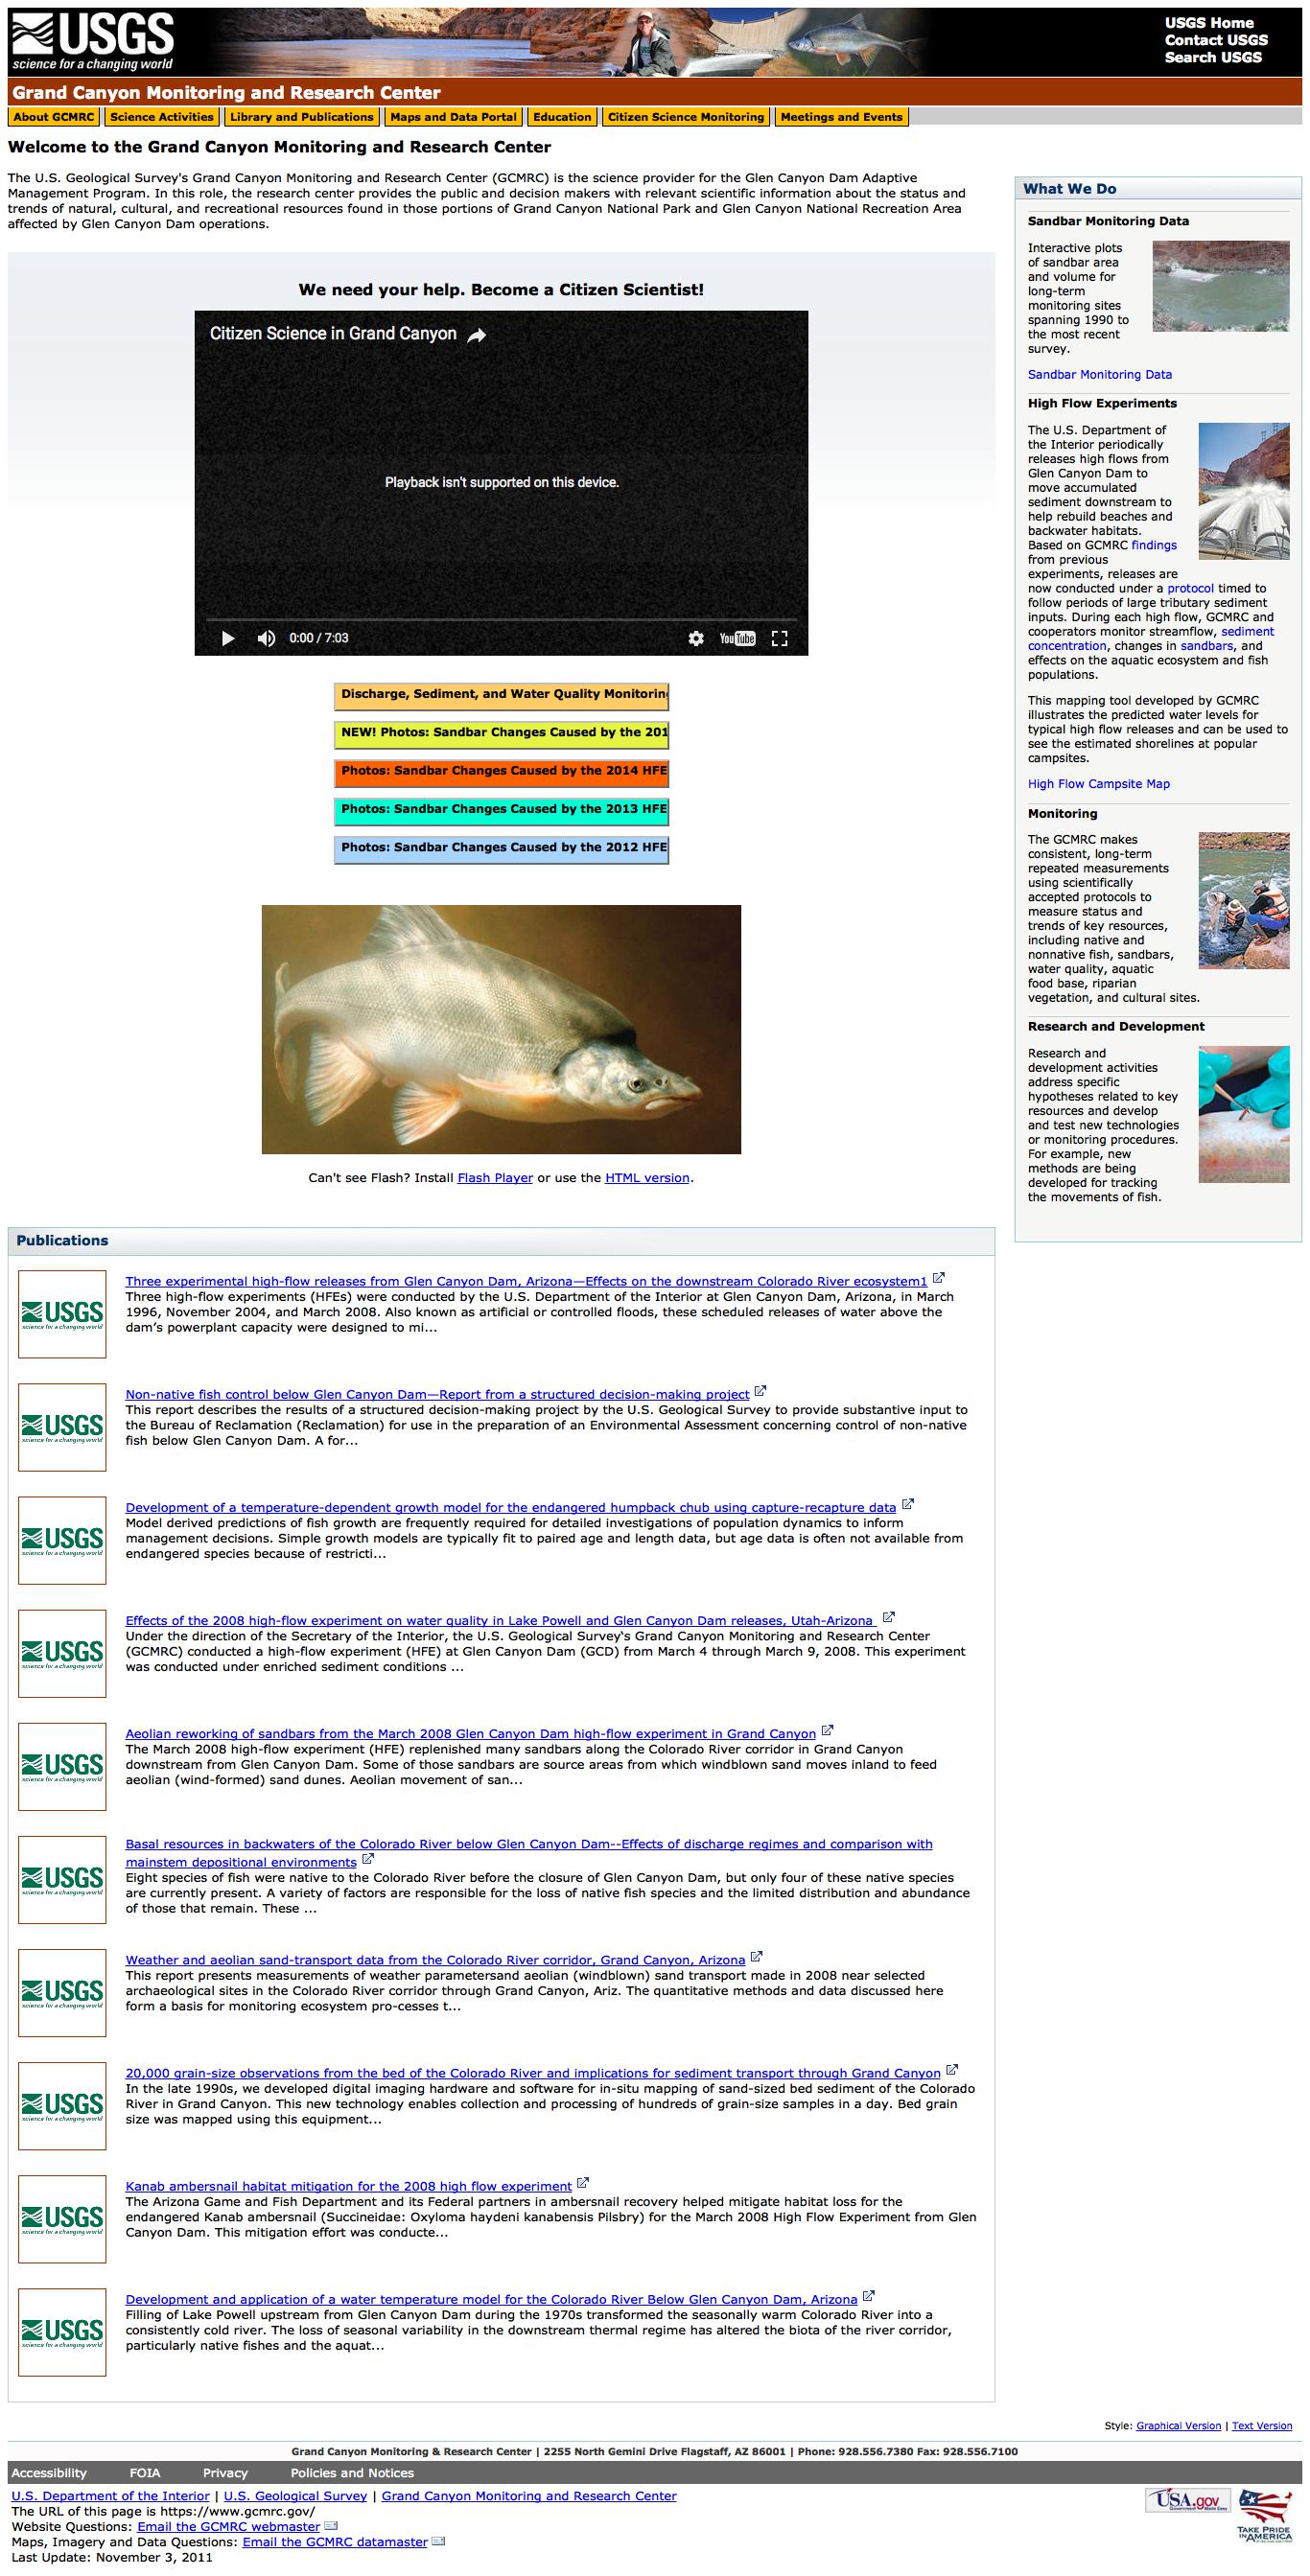 USGS
science for a changing world
USGS Home
Contact USGS
Search USGS
Grand Canyon Monitoring and Research Center
About GCMRC
Science Activities
Library and Publications
Maps and Data Portal
Education
Citizen Science Monitoring
Meetings and Events
Welcome to the Grand Canyon Monitoring and Research Center
The U.S. Geological Survey's Grand Canyon Monitoring and Research Center (GCMRC) is the science provider for the Glen Canyon Dam Adaptive
Management Program. In this role, the research center provides the public and decision makers with relevant scientific information about the status and
trends of natural, cultural, and recreational resources found in those portions of Grand Canyon National Park and Glen Canyon National Recreation Area
affected by Glen Canyon Dam operations.
We need your help. Become a Citizen Scientist!
Citizen Science in Grand Canyon
Playback isn't supported on this device.
0:00 / 7:03
YouTube
Discharge, Sediment, and Water Quality Monitoring
NEW! Photos: Sandbar Changes Caused by the 201
Photos: Sandbar Changes Caused by the 2014 HFE
Photos: Sandbar Changes Caused by the 2013 HFE
Photos: Sandbar Changes Caused by the 2012 HFE
Can't see Flash? Install Flash Player or use the HTML version.
What We Do
Sandbar Monitoring Data
Interactive plots
of sandbar area
and volume for
long-term
monitoring sites
spanning 1990 to
the most recent
survey.
Sandbar Monitoring Data
High Flow Experiments
The U.S. Department of
the Interior periodically
releases high flows from
Glen Canyon Dam to
move accumulated
sediment downstream to
help rebuild beaches and
backwater habitats.
Based on GCMRC findings
from previous
experiments, releases are
now conducted under a protocol timed to
follow periods of large tributary sediment
inputs. During each high flow, GCMRC and
cooperators monitor streamflow, sediment
concentration, changes in sandbars, and
effects on the aquatic ecosystem and fish
populations.
This mapping tool developed by GCMRC
illustrates the predicted water levels for
typical high flow releases and can be used to
see the estimated shorelines at popular
campsites.
High Flow Campsite Map
Monitoring
The GCMRC makes
consistent, long-term
repeated measurements
using scientifically
accepted protocols to
measure status and
trends of key resources,
including native and
nonnative fish, sandbars,
water quality, aquatic
food base, riparian
vegetation, and cultural sites.
Research and Development
Research and
development activities
address specific
hypotheses related to key
resources and develop
and test new technologies
or monitoring procedures.
For example, new
methods are being
developed for tracking
the movements of fish.
Publications
USGS
science for a changing world
Three experimental high-flow releases from Glen Canyon Dam, Arizona—Effects on the downstream Colorado River ecosystem1
Three high-flow experiments (HFEs) were conducted by the U.S. Department of the Interior at Glen Canyon Dam, Arizona, in March
1996, November 2004, and March 2008. Also known as artificial or controlled floods, these scheduled releases of water above the
dam’s powerplant capacity were designed to mi...
USGS
science for a changing world
Non-native fish control below Glen Canyon Dam—Report from a structured decision-making project
This report describes the results of a structured decision-making project by the U.S. Geological Survey to provide substantive input to
the Bureau of Reclamation (Reclamation) for use in the preparation of an Environmental Assessment concerning control of non-native
fish below Glen Canyon Dam. A for...
USGS
science for a changing world
Development of a temperature-dependent growth model for the endangered humpback chub using capture-recapture data
Model derived predictions of fish growth are frequently required for detailed investigations of population dynamics to inform
management decisions. Simple growth models are typically fit to paired age and length data, but age data is often not available from
endangered species because of restricti...
USGS
science for a changing world
Effects of the 2008 high-flow experiment on water quality in Lake Powell and Glen Canyon Dam releases, Utah-Arizona
Under the direction of the Secretary of the Interior, the U.S. Geological Survey‘s Grand Canyon Monitoring and Research Center
(GCMRC) conducted a high-flow experiment (HFE) at Glen Canyon Dam (GCD) from March 4 through March 9, 2008. This experiment
was conducted under enriched sediment conditions ...
USGS
science for a changing world
Aeolian reworking of sandbars from the March 2008 Glen Canyon Dam high-flow experiment in Grand Canyon
The March 2008 high-flow experiment (HFE) replenished many sandbars along the Colorado River corridor in Grand Canyon
downstream from Glen Canyon Dam. Some of those sandbars are source areas from which windblown sand moves inland to feed
aeolian (wind-formed) sand dunes. Aeolian movement of san...
USGS
science for a changing world
Basal resources in backwaters of the Colorado River below Glen Canyon Dam--Effects of discharge regimes and comparison with
mainstem depositional environments
Eight species of fish were native to the Colorado River before the closure of Glen Canyon Dam, but only four of these native species
are currently present. A variety of factors are responsible for the loss of native fish species and the limited distribution and abundance
of those that remain. These ...
USGS
science for a changing world
Weather and aeolian sand-transport data from the Colorado River corridor, Grand Canyon, Arizona
This report presents measurements of weather parametersand aeolian (windblown) sand transport made in 2008 near selected
archaeological sites in the Colorado River corridor through Grand Canyon, Ariz. The quantitative methods and data discussed here
form a basis for monitoring ecosystem pro-cesses t...
USGS
science for a changing world
20,000 grain-size observations from the bed of the Colorado River and implications for sediment transport through Grand Canyon
In the late 1990s, we developed digital imaging hardware and software for in-situ mapping of sand-sized bed sediment of the Colorado
River in Grand Canyon. This new technology enables collection and processing of hundreds of grain-size samples in a day. Bed grain
size was mapped using this equipment...
USGS
science for a changing world
Kanab ambersnail habitat mitigation for the 2008 high flow experiment
The Arizona Game and Fish Department and its Federal partners in ambersnail recovery helped mitigate habitat loss for the
endangered Kanab ambersnail (Succineidae: Oxyloma haydeni kanabensis Pilsbry) for the March 2008 High Flow Experiment from Glen
Canyon Dam. This mitigation effort was conducte...
USGS
science for a changing world
Development and application of a water temperature model for the Colorado River Below Glen Canyon Dam, Arizona
Filling of Lake Powell upstream from Glen Canyon Dam during the 1970s transformed the seasonally warm Colorado River into a
consistently cold river. The loss of seasonal variability in the downstream thermal regime has altered the biota of the river corridor,
particularly native fishes and the aquat...
Style: Graphical Version | Text Version
Grand Canyon Monitoring & Research Center | 2255 North Gemini Drive Flagstaff, AZ 86001 | Phone: 928.556.7380 Fax: 928.556.7100
Accessibility FOIA Privacy Policies and Notices
U.S. Department of the Interior | U.S. Geological Survey | Grand Canyon Monitoring and Research Center
The URL of this page is https://www.gcmrc.gov/
Website Questions: Email the GCMRC webmaster
Maps, Imagery and Data Questions: Email the GCMRC datamaster
Last Update: November 3, 2011
USA.gov
Government Made Easy
TAKE PRIDE
IN AMERICA